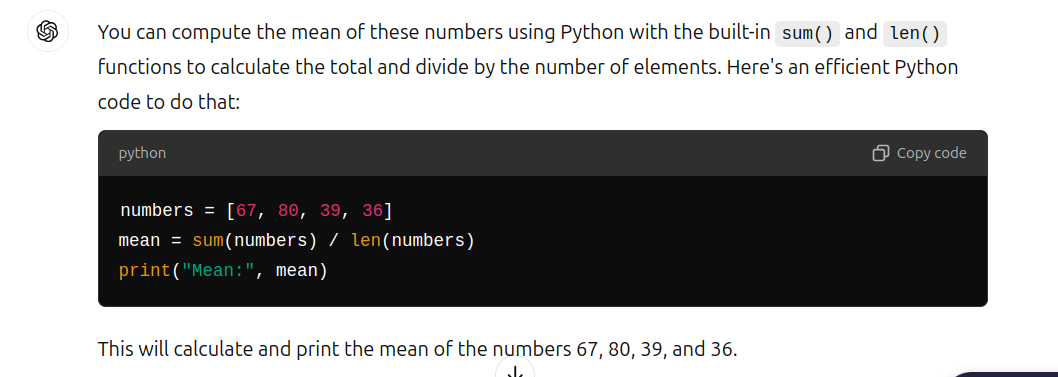 You can compute the mean of these numbers using Python with the built-in sum() and len()
functions to calculate the total and divide by the number of elements. Here's an efficient Python
code to do that:
python Copy code
numbers = [67, 80, 39, 36]
mean = sum(numbers) / len(numbers)
print("Mean:", mean)
This will calculate and print the mean of the numbers 67, 80, 39, and 36.